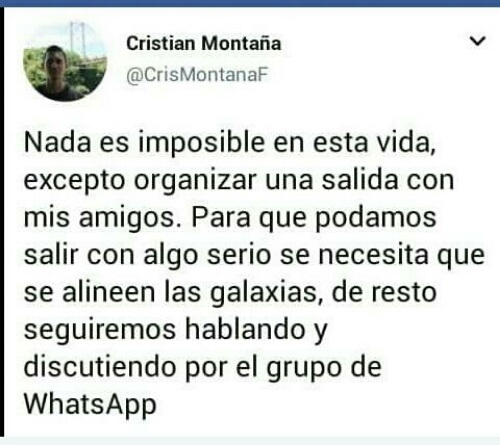 Cristian Montaña
@CrisMontanaF
Nada es imposible en esta vida,
excepto organizar una salida con
mis amigos. Para que podamos
salir con algo serio se necesita que
se alineen las galaxias, de resto
seguiremos hablando y
discutiendo por el grupo de
WhatsApp